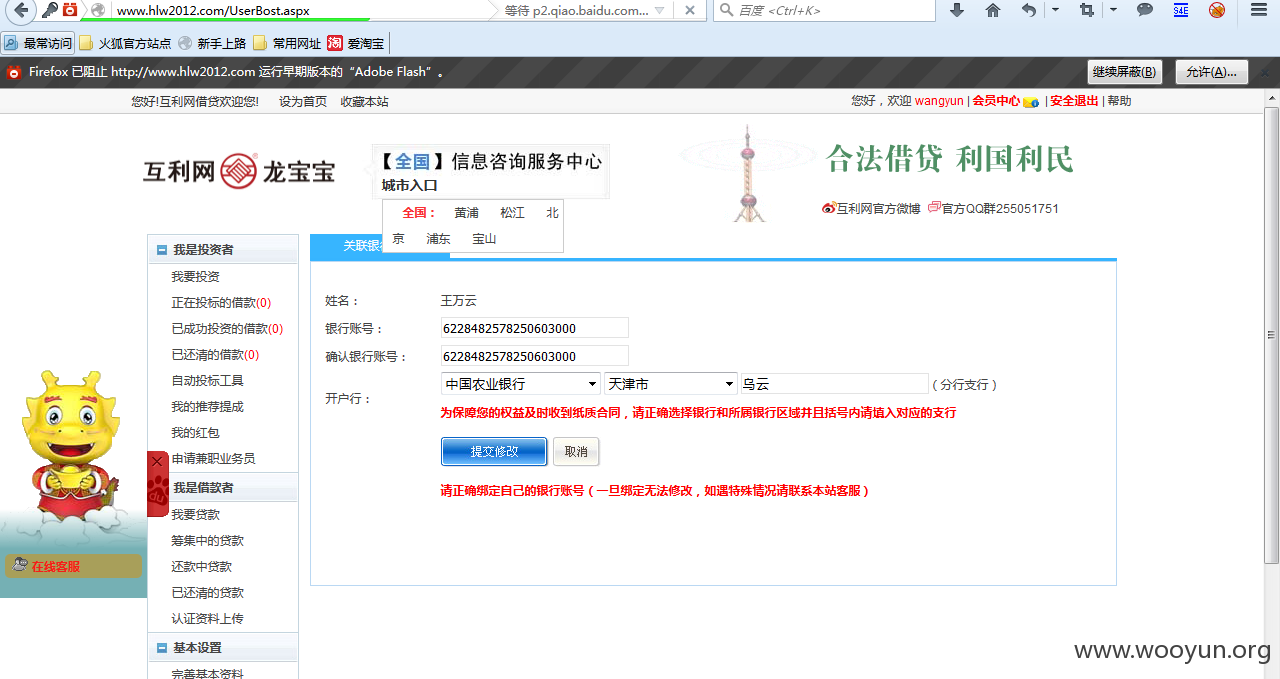 www.hlw2012.com/UserBost.aspx 等待 p2.qiao.baidu.com... 百度 <Ctrl+K>
最常访问 火狐官方站点 新手上路 常用网址 淘 爱淘宝
Firefox 已阻止 http://www.hlw2012.com 运行早期版本的“Adobe Flash”。 继续屏蔽(B) 允许(A)...
您好!互利网借贷欢迎您! 设为首页 收藏本站 您好，欢迎 wangyun | 会员中心 | 安全退出 | 帮助
互利网 龙宝宝
【全国】信息咨询服务中心
城市入口
全国： 黄浦 松江 北
京 浦东 宝山
合法借贷 利国利民
互利网官方微博 官方QQ群255051751
我是投资者
我要投资
正在投标的借款(0)
已成功投资的借款(0)
已还清的借款(0)
自动投标工具
我的推荐提成
我的红包
申请兼职业务员
我是借款者
我要贷款
筹集中的贷款
还款中贷款
已还清的贷款
认证资料上传
基本设置
完善基本资料
du
在线客服
关联银
姓名： 王万云
银行账号： 6228482578250603000
确认银行账号： 6228482578250603000
开户行： 中国农业银行 天津市 乌云 ( 分行支行 )
为保障您的权益及时收到纸质合同，请正确选择银行和所属银行区域并且括号内请填入对应的支行
提交修改 取消
请正确绑定自己的银行账号（一旦绑定无法修改，如遇特殊情况请联系本站客服）
www.wooyun.org